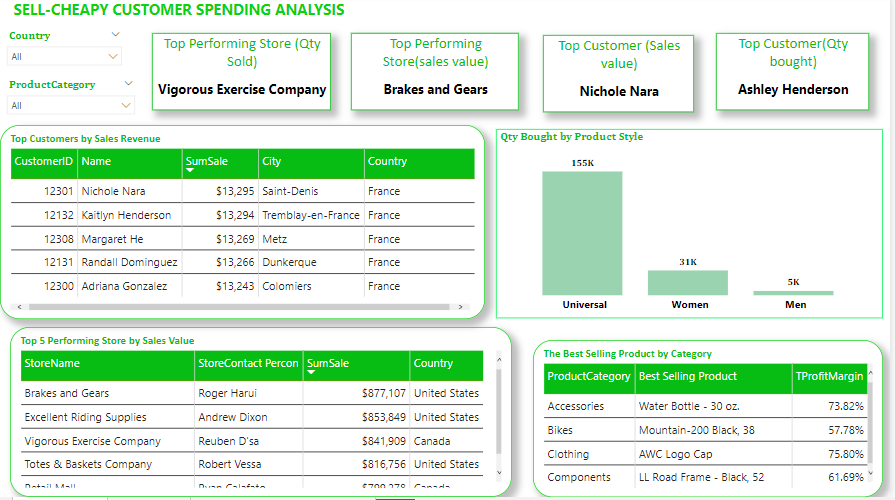 SELL-CHEAPY CUSTOMER SPENDING ANALYSIS
Country
All
ProductCategory
All
Top Performing Store (Qty
Sold)
Vigorous Exercise Company
Top Performing
Store(sales value)
Brakes and Gears
Top Customer (Sales
value)
Nichole Nara
Top Customer(Qty
bought)
Ashley Henderson
Top Customers by Sales Revenue
CustomerID Name SumSale City Country
12301 Nichole Nara $13,295 Saint-Denis France
12132 Kaitlyn Henderson $13,294 Tremblay-en-France France
12308 Margaret He $13,269 Metz France
12131 Randall Dominguez $13,266 Dunkerque France
12300 Adriana Gonzalez $13,243 Colomiers France
Qty Bought by Product Style
155K
31K
5K
Universal Women Men
Top 5 Performing Store by Sales Value
StoreName StoreContact Percon SumSale Country
Brakes and Gears Roger Harui $877,107 United States
Excellent Riding Supplies Andrew Dixon $853,849 United States
Vigorous Exercise Company Reuben D'sa $841,909 Canada
Totes & Baskets Company Robert Vessa $816,756 United States
Retail Mall Ryan Calafato $799,278 Canada
The Best Selling Product by Category
ProductCategory Best Selling Product TProfitMargin
Accessories Water Bottle - 30 oz. 73.82%
Bikes Mountain-200 Black, 38 57.78%
Clothing AWC Logo Cap 75.80%
Components LL Road Frame - Black, 52 61.69%